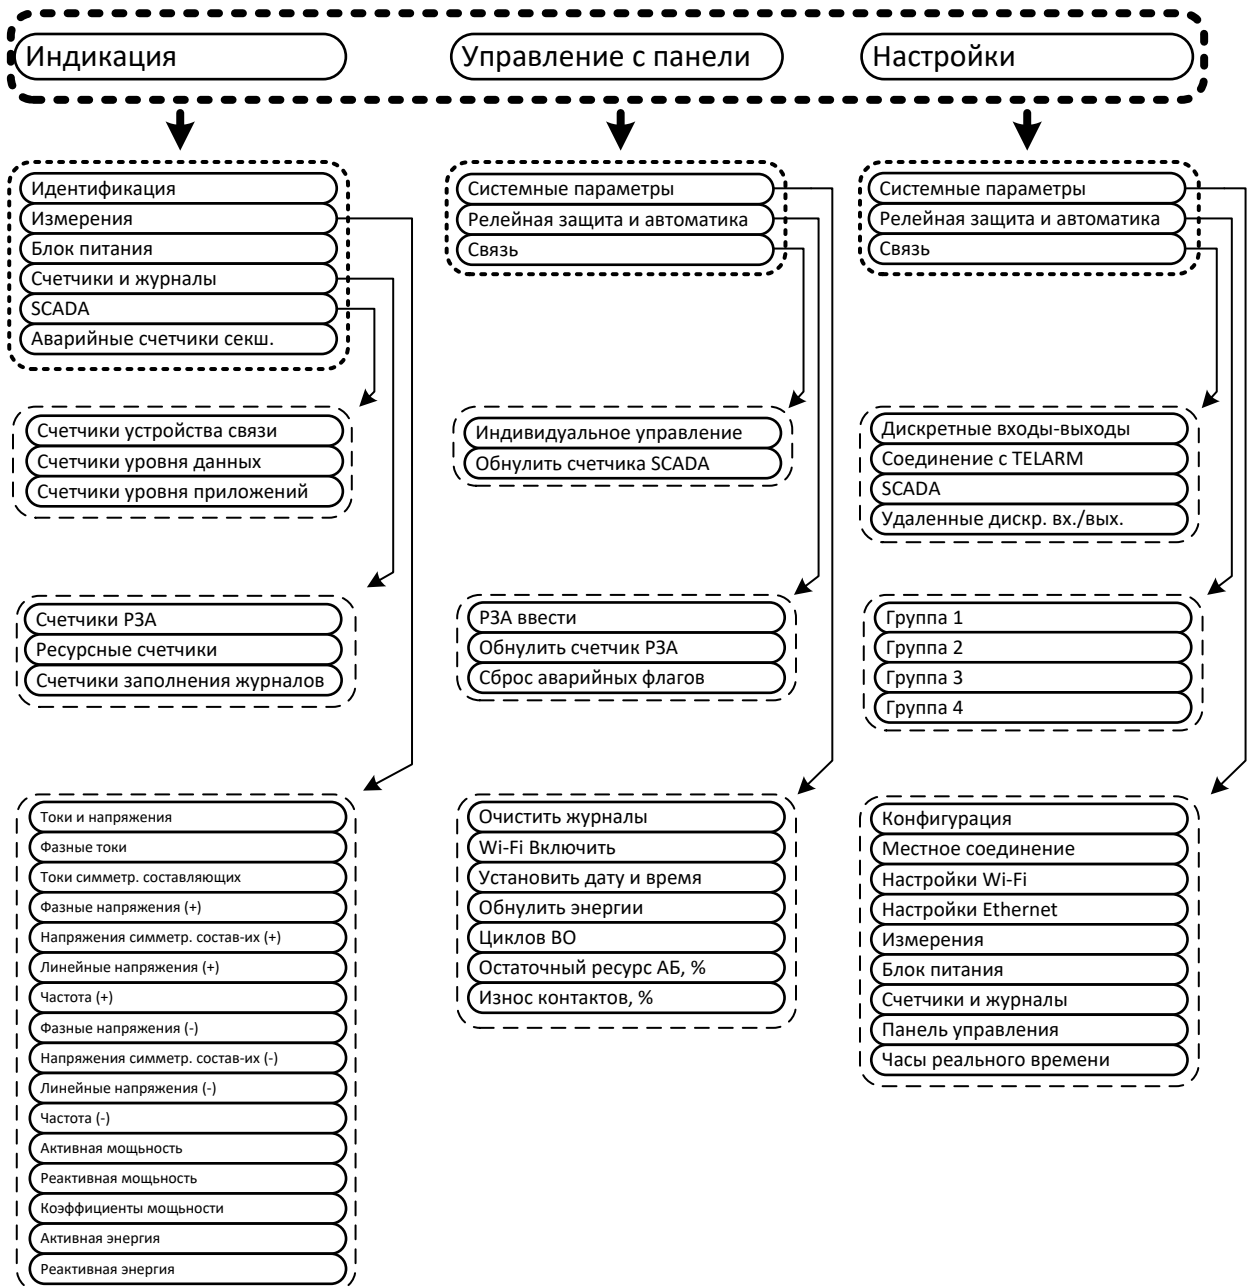 Индикация
Управление с панели
Настройки
Идентификация
Измерения
Блок питания
Счетчики и журналы
SCADA
Аварийные счетчики секш.
Системные параметры
Релейная защита и автоматика
Связь
Системные параметры
Релейная защита и автоматика
Связь
Счетчики устройства связи
Счетчики уровня данных
Счетчики уровня приложений
Индивидуальное управление
Обнулить счетчика SCADA
Дискретные входы-выходы
Соединение с TELARM
SCADA
Удаленные дискр. вх./вых.
Счетчики РЗА
Ресурсные счетчики
Счетчики заполнения журналов
РЗА ввести
Обнулить счетчик РЗА
Сброс аварийных флагов
Группа 1
Группа 2
Группа 3
Группа 4
Токи и напряжения
Фазные токи
Токи симметр. составляющих
Фазные напряжения (+)
Напряжения симметр. состав-их (+)
Линейные напряжения (+)
Частота (+)
Фазные напряжения (-)
Напряжения симметр. состав-их (-)
Линейные напряжения (-)
Частота (-)
Активная мощьность
Реактивная мощьность
Коэффициенты мощьности
Активная энергия
Реактивная энергия
Очистить журналы
Wi-Fi Включить
Установить дату и время
Обнулить энергии
Циклов ВО
Остаточный ресурс АБ, %
Износ контактов, %
Конфигурация
Местное соединение
Настройки Wi-Fi
Настройки Ethernet
Измерения
Блок питания
Счетчики и журналы
Панель управления
Часы реального времени